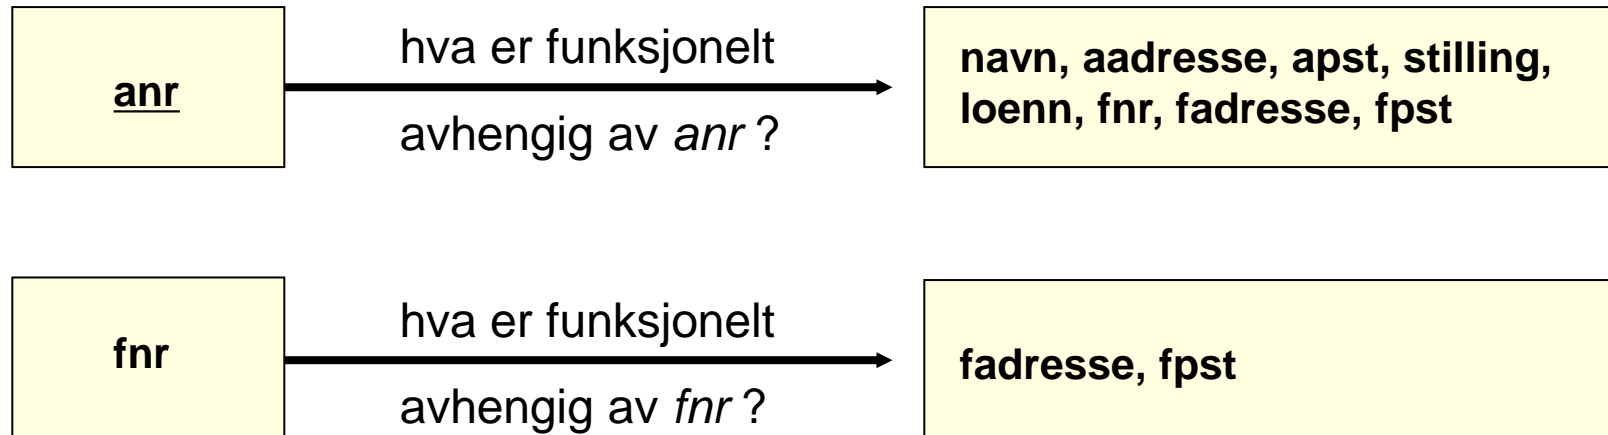 anr
hva er funksjonelt
avhengig av anr ?
navn, aadresse, apst, stilling,
loenn, fnr, fadresse, fpst
fnr
hva er funksjonelt
avhengig av fnr ?
fadresse, fpst